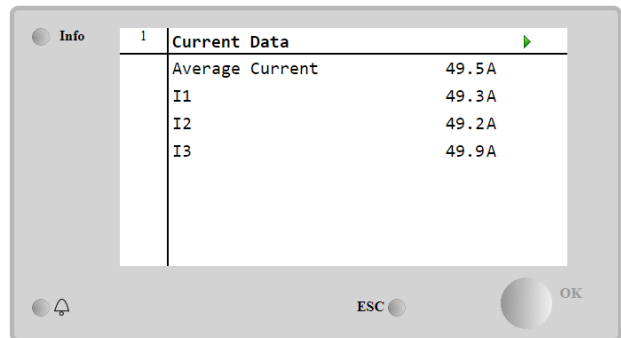 Info
1
Current Data
Average Current 49.5A
I1 49.3A
I2 49.2A
I3 49.9A
ESC
OK